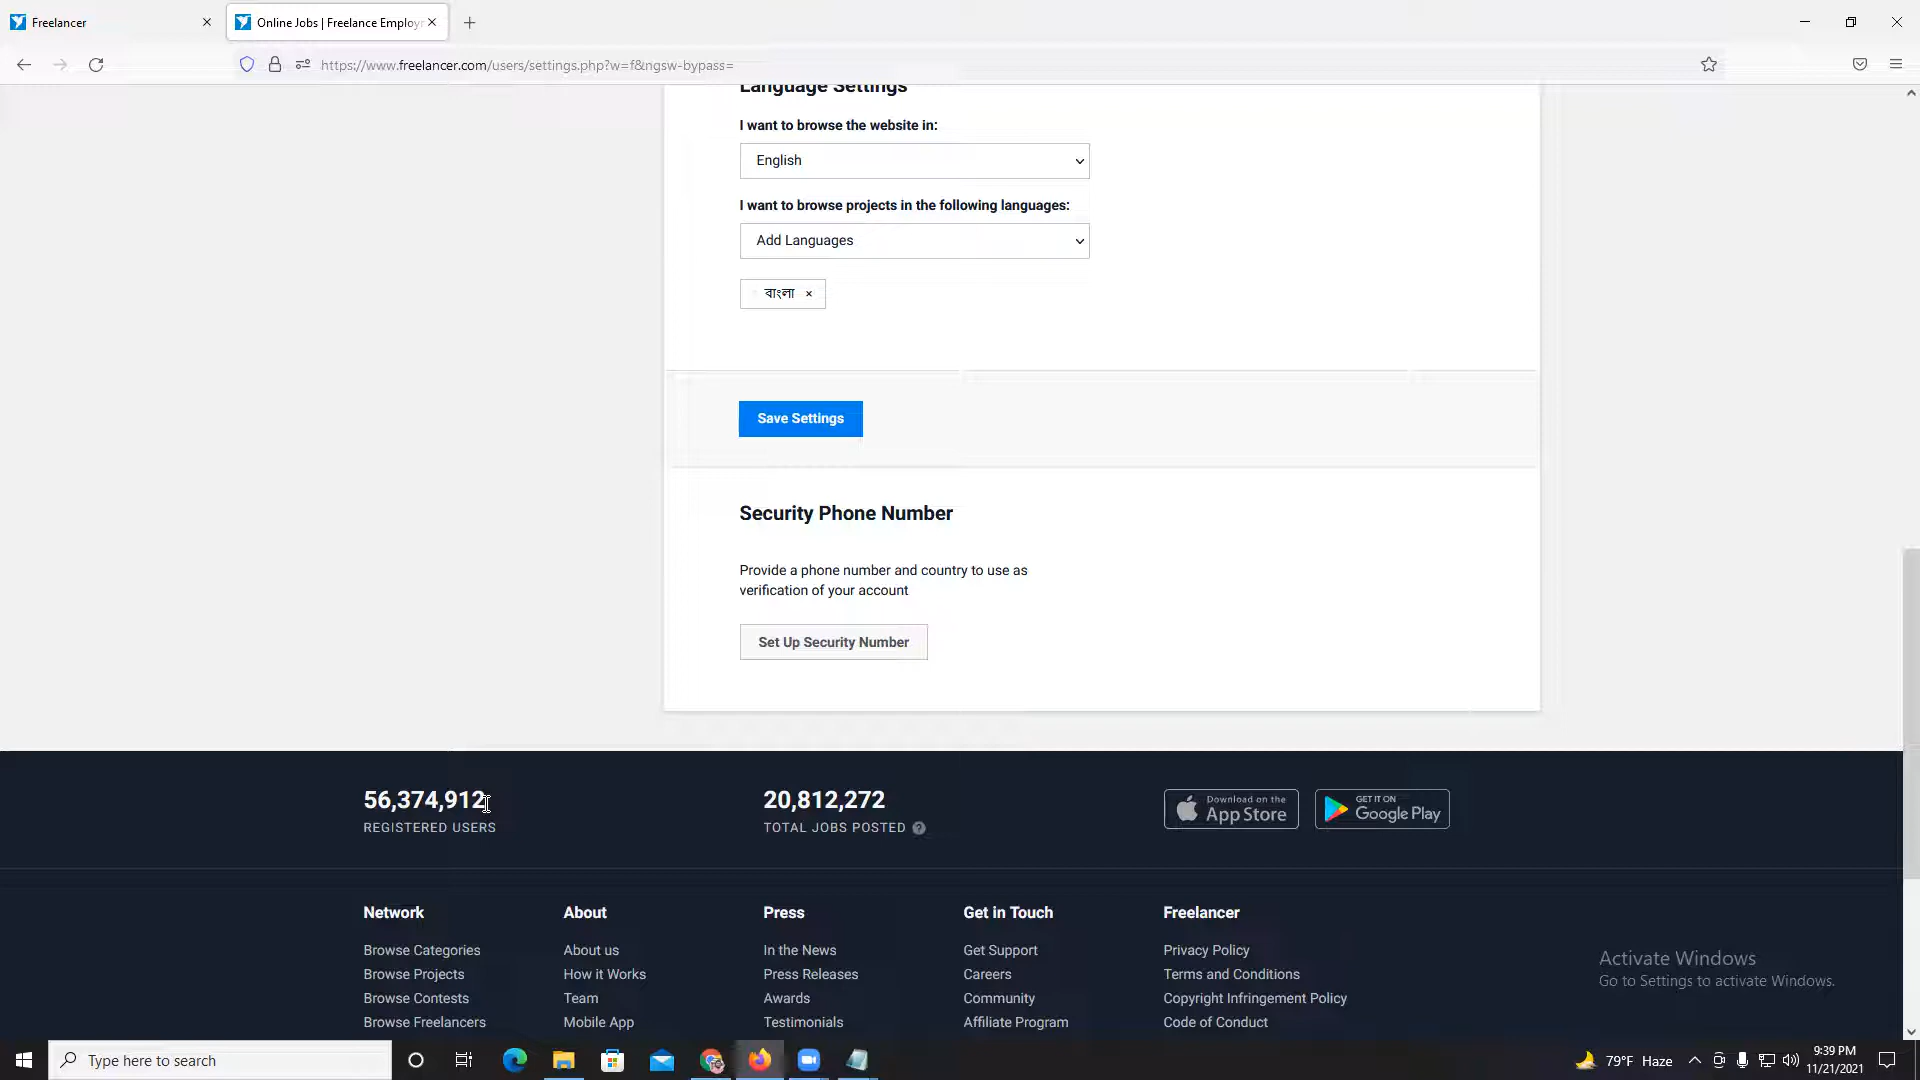 Freelancer
Online Jobs | Freelance Employ
https://www.freelancer.com/users/settings.php?w=f&ngsw-bypass=
Language Settings
I want to browse the website in:
English
I want to browse projects in the following languages:
Add Languages
বাংলা ×
Save Settings
Security Phone Number
Provide a phone number and country to use as
verification of your account
Set Up Security Number
56,374,912
REGISTERED USERS
20,812,272
TOTAL JOBS POSTED ?
Download on the
App Store
GET IT ON
Google Play
Network
About
Press
Get in Touch
Freelancer
Browse Categories
About us
In the News
Get Support
Privacy Policy
Browse Projects
How it Works
Press Releases
Careers
Terms and Conditions
Browse Contests
Team
Awards
Community
Copyright Infringement Policy
Browse Freelancers
Mobile App
Testimonials
Affiliate Program
Code of Conduct
Activate Windows
Go to Settings to activate Windows.
Type here to search
79°F Haze
9:39 PM
11/21/2021